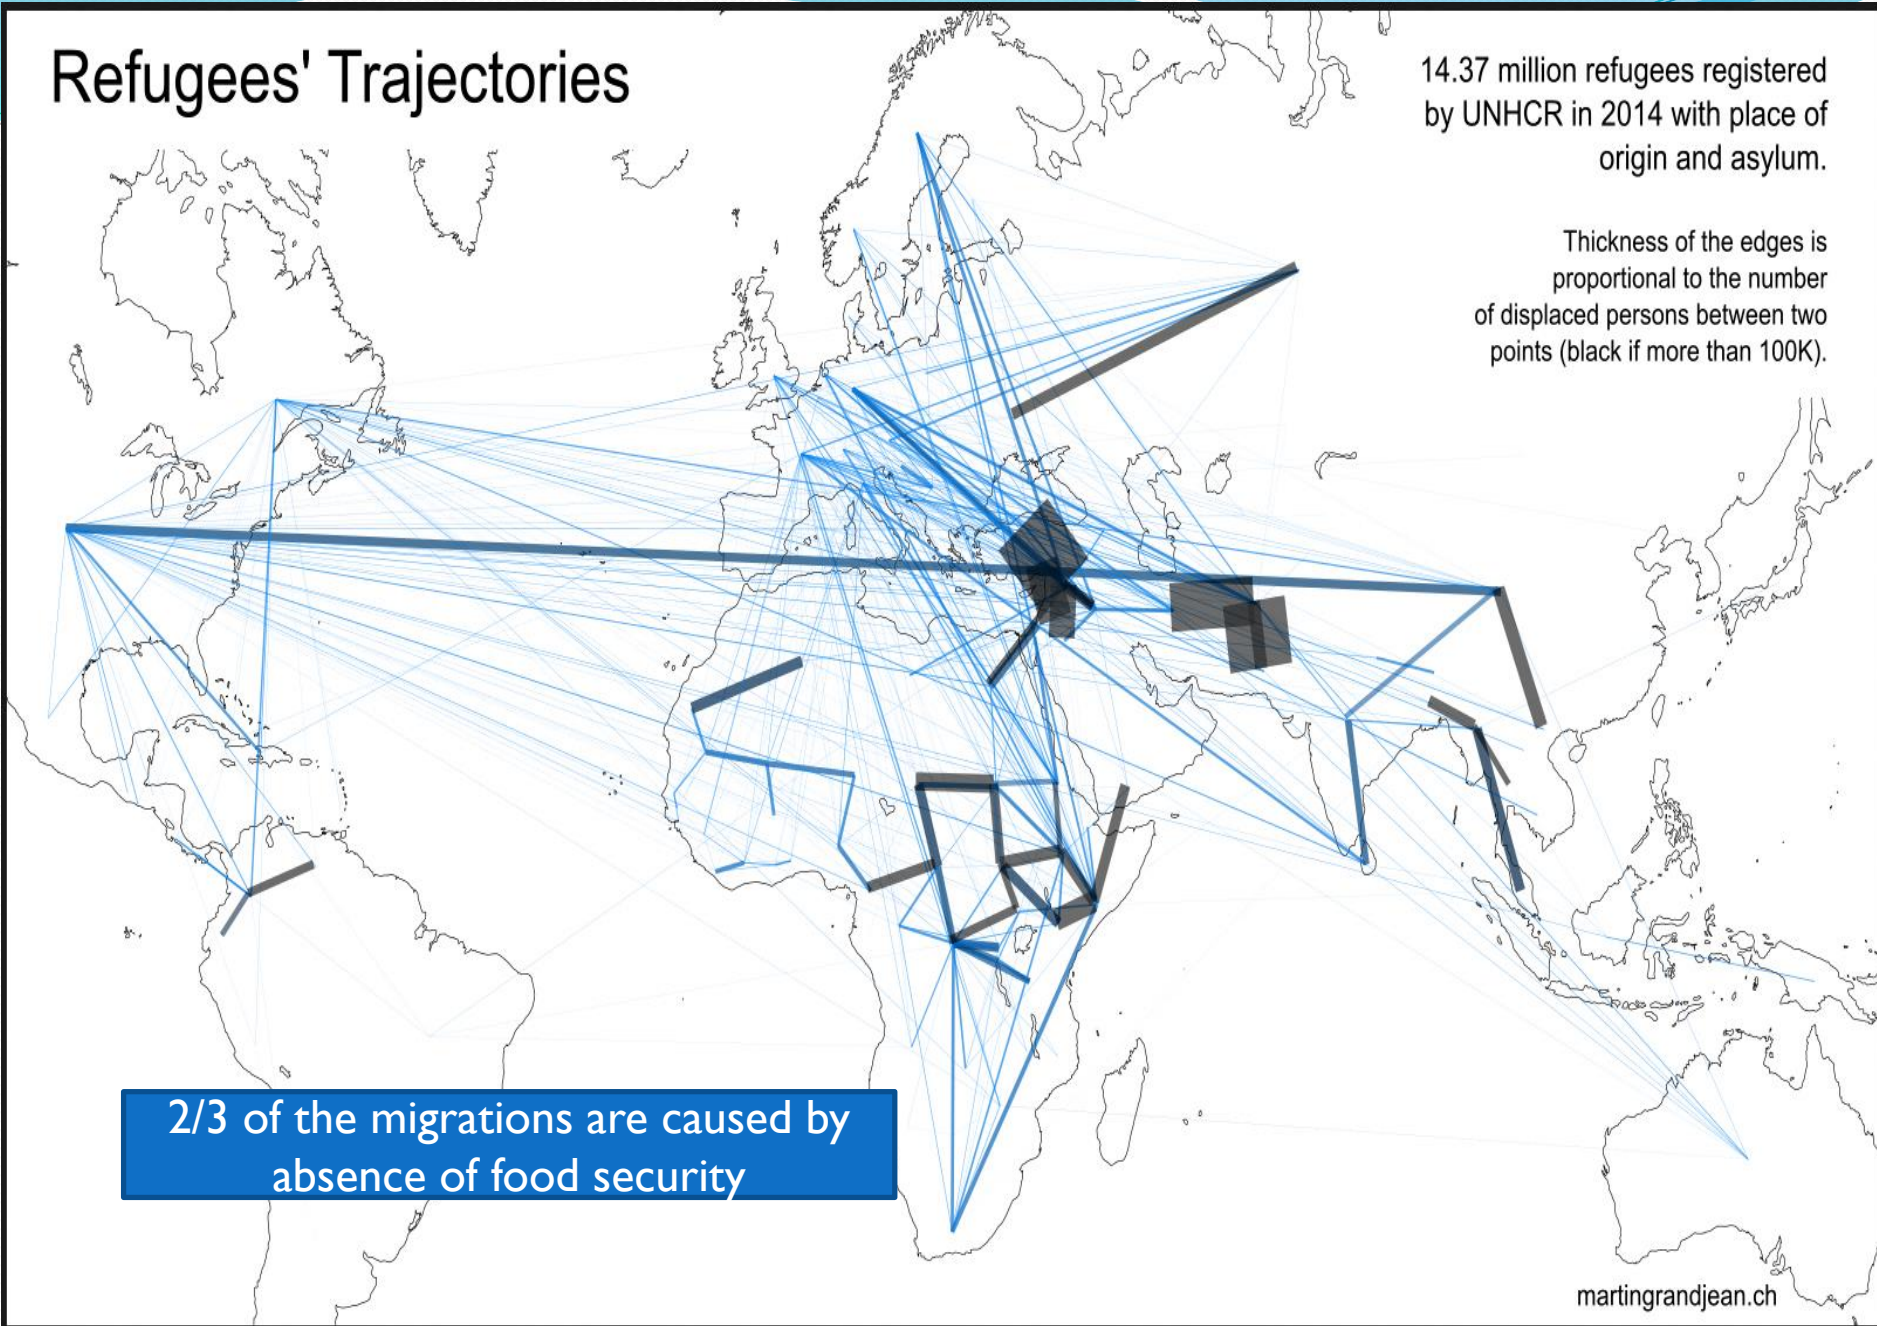 Refugees' Trajectories
14.37 million refugees registered
by UNHCR in 2014 with place of
origin and asylum.
Thickness of the edges is
proportional to the number
of displaced persons between two
points (black if more than 100K).
2/3 of the migrations are caused by
absence of food security
martingrandjean.ch